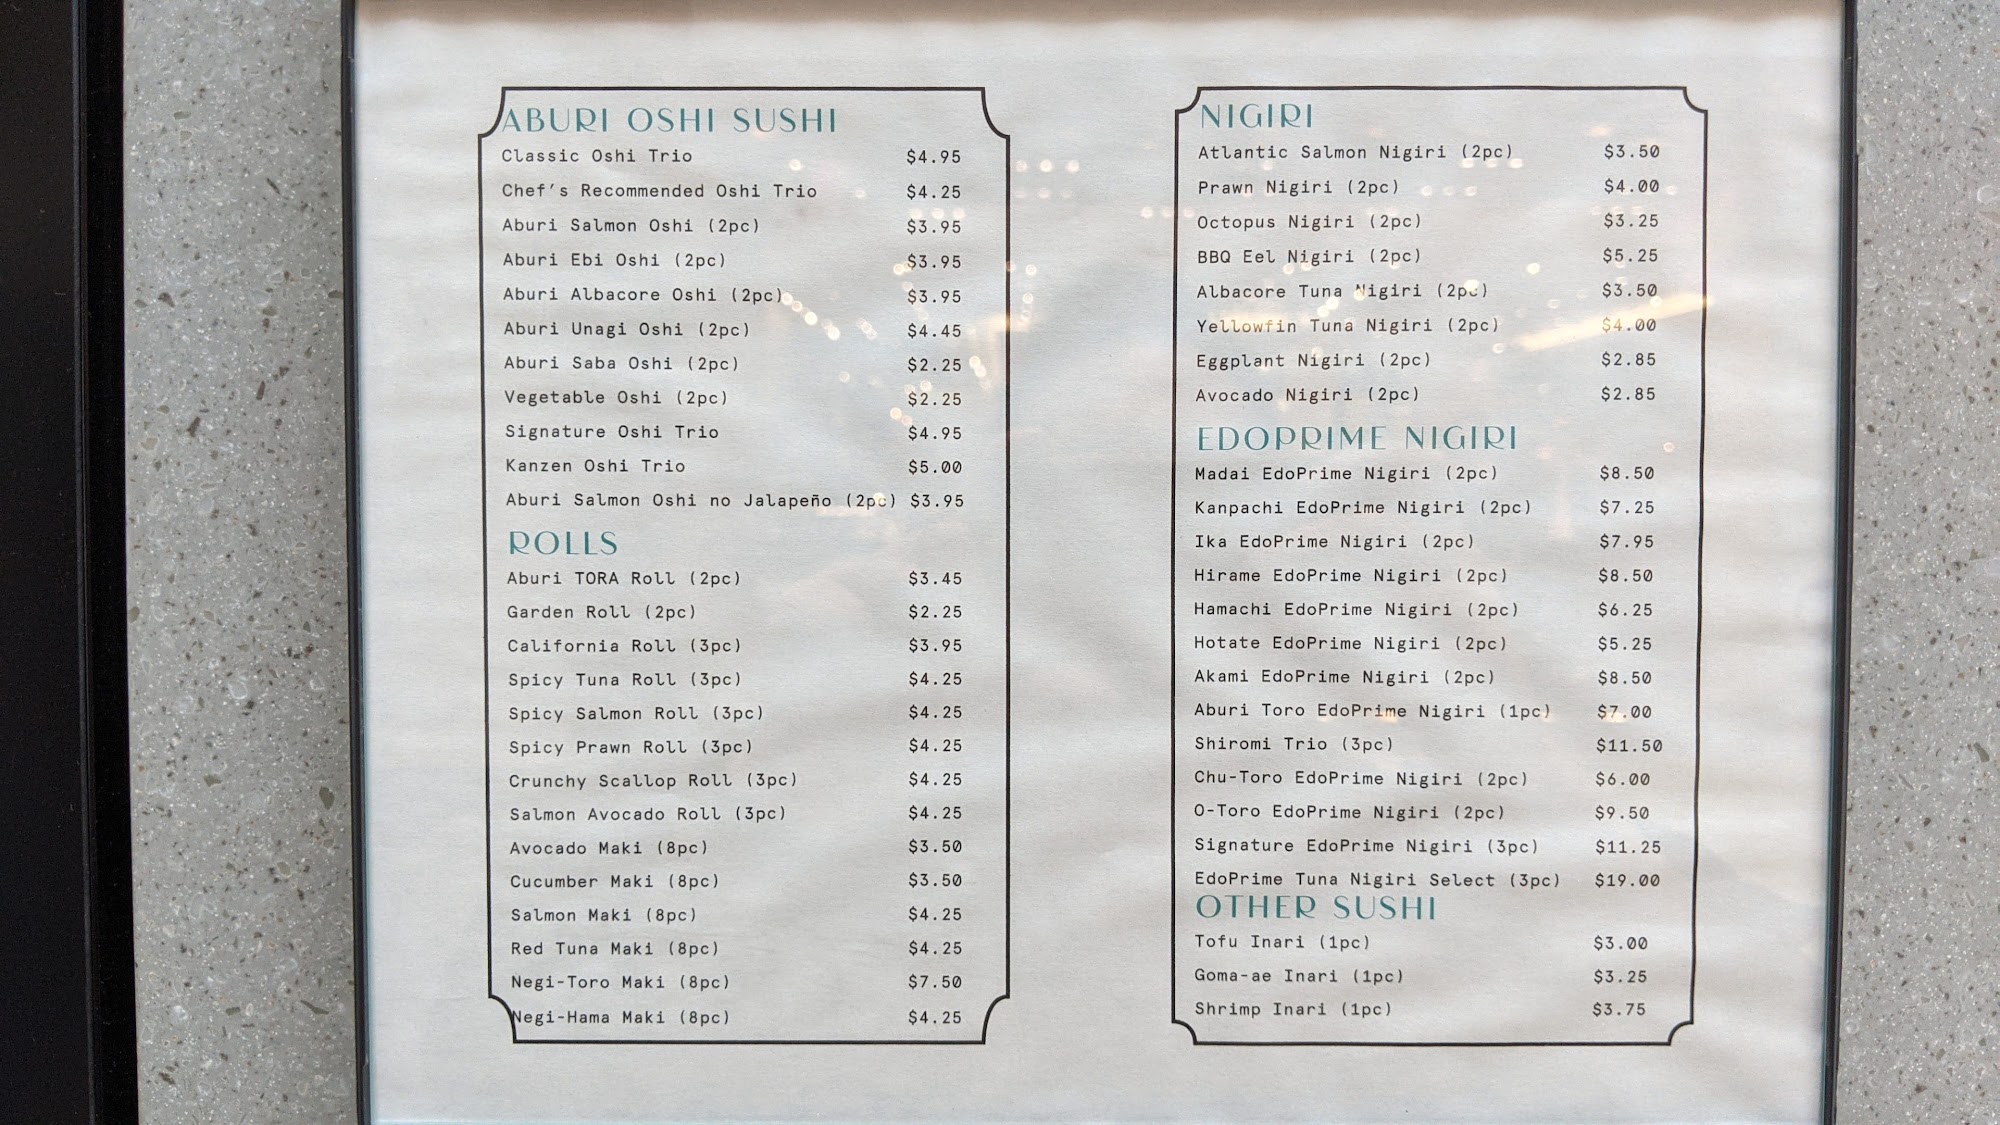 ABURI OSHI SUSHI
Classic Oshi Trio $4.95
Chef's Recommended Oshi Trio $4.25
Aburi Salmon Oshi (2pc) $3.95
Aburi Ebi Oshi (2pc) $3.95
Aburi Albacore Oshi (2pc) $3.95
Aburi Unagi Oshi (2pc) $4.45
Aburi Saba Oshi (2pc) $2.25
Vegetable Oshi (2pc) $2.25
Signature Oshi Trio $4.95
Kanzen Oshi Trio $5.00
Aburi Salmon Oshi no Jalapeño (2pc) $3.95
ROLLS
Aburi TORA Roll (2pc) $3.45
Garden Roll (2pc) $2.25
California Roll (3pc) $3.95
Spicy Tuna Roll (3pc) $4.25
Spicy Salmon Roll (3pc) $4.25
Spicy Prawn Roll (3pc) $4.25
Crunchy Scallop Roll (3pc) $4.25
Salmon Avocado Roll (3pc) $4.25
Avocado Maki (8pc) $3.50
Cucumber Maki (8pc) $3.50
Salmon Maki (8pc) $4.25
Red Tuna Maki (8pc) $4.25
Negi-Toro Maki (8pc) $7.50
Negi-Hama Maki (8pc) $4.25
NIGIRI
Atlantic Salmon Nigiri (2pc) $3.50
Prawn Nigiri (2pc) $4.00
Octopus Nigiri (2pc) $3.25
BBQ Eel Nigiri (2pc) $5.25
Albacore Tuna Nigiri (2pc) $3.50
Yellowfin Tuna Nigiri (2pc) $4.00
Eggplant Nigiri (2pc) $2.85
Avocado Nigiri (2pc) $2.85
EDOPRIME NIGIRI
Madai EdoPrime Nigiri (2pc) $8.50
Kanpachi EdoPrime Nigiri (2pc) $7.25
Ika EdoPrime Nigiri (2pc) $7.95
Hirame EdoPrime Nigiri (2pc) $8.50
Hamachi EdoPrime Nigiri (2pc) $6.25
Hotate EdoPrime Nigiri (2pc) $5.25
Akami EdoPrime Nigiri (2pc) $8.50
Aburi Toro EdoPrime Nigiri (1pc) $7.00
Shiromi Trio (3pc) $11.50
Chu-Toro EdoPrime Nigiri (2pc) $6.00
O-Toro EdoPrime Nigiri (2pc) $9.50
Signature EdoPrime Nigiri (3pc) $11.25
EdoPrime Tuna Nigiri Select (3pc) $19.00
OTHER SUSHI
Tofu Inari (1pc) $3.00
Goma-ae Inari (1pc) $3.25
Shrimp Inari (1pc) $3.75